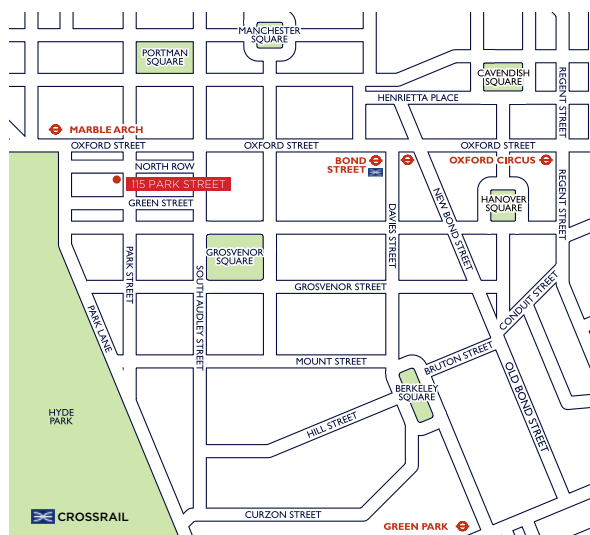 MANCHESTER
SQUARE
PORTMAN
SQUARE
CAVENDISH
SQUARE
REGENT STREET
HENRIETTA PLACE
MARBLE ARCH
OXFORD STREET
OXFORD STREET
OXFORD STREET
NORTH ROW
BOND
STREET
OXFORD CIRCUS
115 PARK STREET
GREEN STREET
REGENT STREET
HANOVER
SQUARE
NEW BOND STREET
DAVIES STREET
GROSVENOR
SQUARE
PARK STREET
SOUTH AUDLEY STREET
GROSVENOR STREET
CONDUIT STREET
PARK LANE
MOUNT STREET
BRUTON STREET
OLD BOND STREET
BERKELEY
SQUARE
HYDE
PARK
HILL STREET
CROSSRAIL
CURZON STREET
GREEN PARK